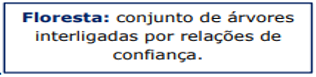 Floresta: conjunto de árvores
interligadas por relações de
confiança.